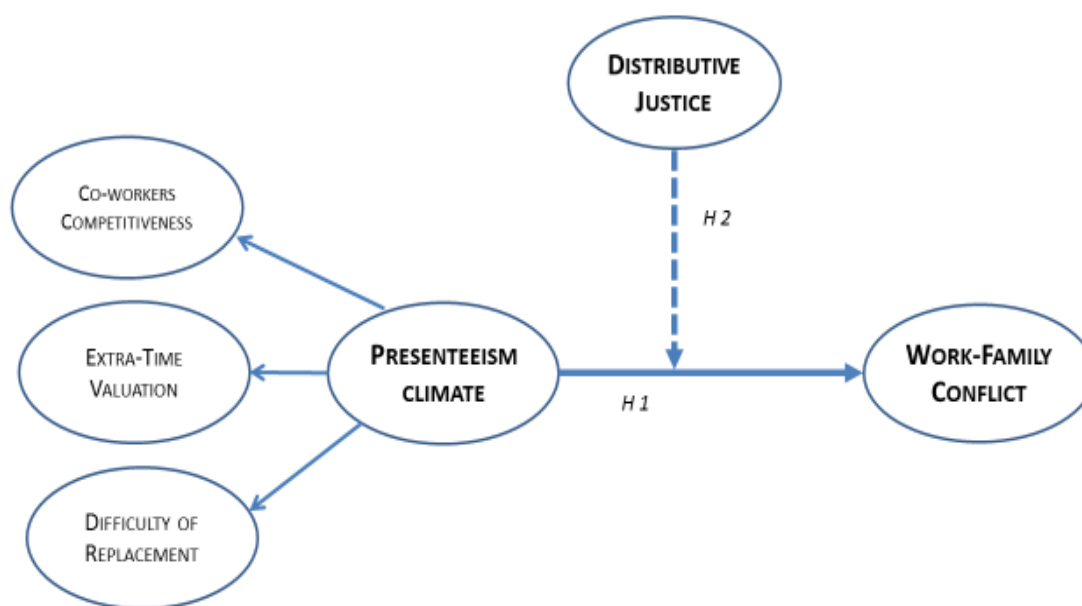 DISTRIBUTIVE
JUSTICE
CO-WORKERS
COMPETITIVENESS
H 2
EXTRA-TIME
VALUATION
PRESENTEEISM
CLIMATE
H 1
WORK-FAMILY
CONFLICT
DIFFICULTY OF
REPLACEMENT